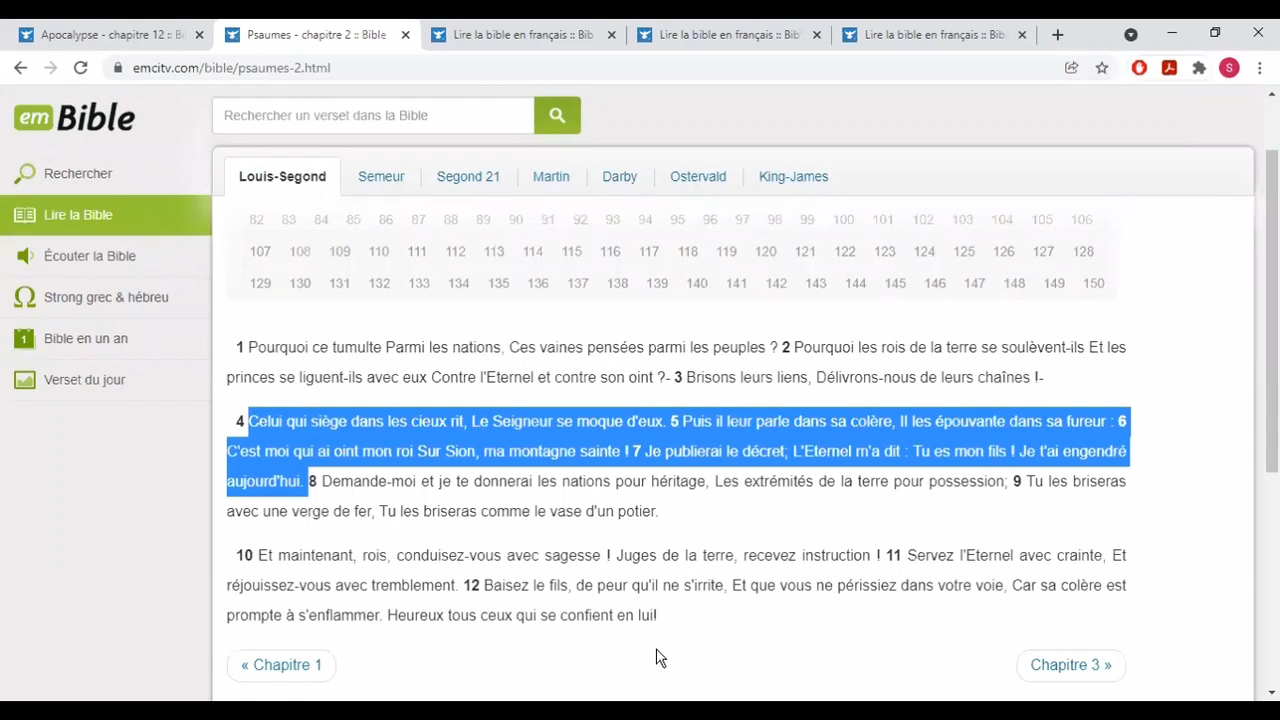 Apocalypse - chapitre 12 :: Bi
Psaumes - chapitre 2 :: Bible
Lire la bible en français :: Bib
Lire la bible en français :: Bib
Lire la bible en français :: Bib
emcitv.com/bible/psaumes-2.html
S
em Bible
Rechercher un verset dans la Bible
Rechercher
Lire la Bible
Écouter la Bible
Strong grec & hébreu
1 Bible en un an
Verset du jour
Louis-Segond Semeur Segond 21 Martin Darby Ostervald King-James
82 83 84 85 86 87 88 89 90 91 92 93 94 95 96 97 98 99 100 101 102 103 104 105 106
107 108 109 110 111 112 113 114 115 116 117 118 119 120 121 122 123 124 125 126 127 128
129 130 131 132 133 134 135 136 137 138 139 140 141 142 143 144 145 146 147 148 149 150
1 Pourquoi ce tumulte Parmi les nations, Ces vaines pensées parmi les peuples ? 2 Pourquoi les rois de la terre se soulèvent-ils Et les
princes se liguent-ils avec eux Contre l'Eternel et contre son oint ?- 3 Brisons leurs liens, Délivrons-nous de leurs chaînes !-
4 Celui qui siège dans les cieux rit, Le Seigneur se moque d'eux. 5 Puis il leur parle dans sa colère, Il les épouvante dans sa fureur : 6
C'est moi qui ai oint mon roi Sur Sion, ma montagne sainte ! 7 Je publierai le décret; L'Eternel m'a dit : Tu es mon fils ! Je t'ai engendré
aujourd'hui. 8 Demande-moi et je te donnerai les nations pour héritage, Les extrémités de la terre pour possession; 9 Tu les briseras
avec une verge de fer, Tu les briseras comme le vase d'un potier.
10 Et maintenant, rois, conduisez-vous avec sagesse ! Juges de la terre, recevez instruction ! 11 Servez l'Eternel avec crainte, Et
réjouissez-vous avec tremblement. 12 Baisez le fils, de peur qu'il ne s'irrite, Et que vous ne périssiez dans votre voie, Car sa colère est
prompte à s'enflammer. Heureux tous ceux qui se confient en lui!
« Chapitre 1
Chapitre 3 »